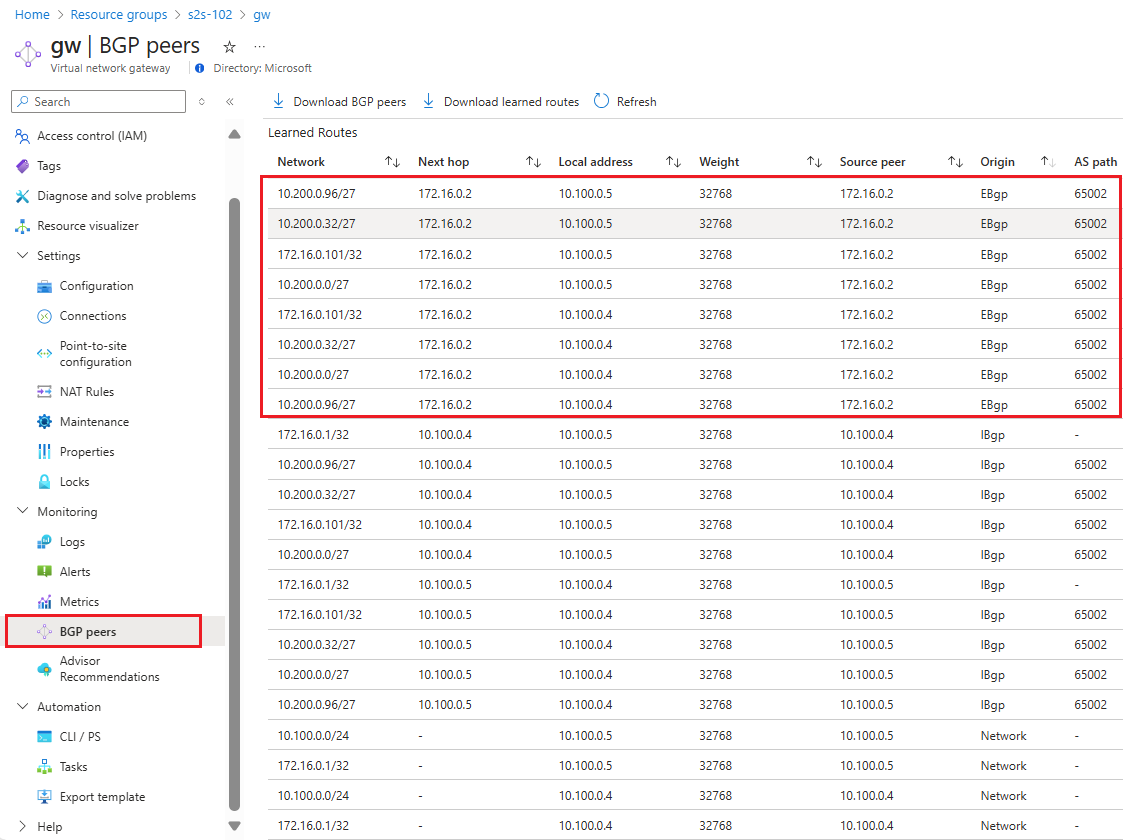 Home > Resource groups > s2s-102 > gw
gw | BGP peers ☆ ...
Virtual network gateway | Directory: Microsoft
Search
Access control (IAM)
Tags
Diagnose and solve problems
Resource visualizer
Settings
Configuration
Connections
Point-to-site
configuration
NAT Rules
Maintenance
Properties
Locks
Monitoring
Logs
Alerts
Metrics
BGP peers
Advisor
Recommendations
Automation
CLI / PS
Tasks
Export template
Help
Download BGP peers Download learned routes Refresh
Learned Routes
Network Next hop Local address Weight Source peer Origin AS path
10.200.0.96/27 172.16.0.2 10.100.0.5 32768 172.16.0.2 EBgp 65002
10.200.0.32/27 172.16.0.2 10.100.0.5 32768 172.16.0.2 EBgp 65002
172.16.0.101/32 172.16.0.2 10.100.0.5 32768 172.16.0.2 EBgp 65002
10.200.0.0/27 172.16.0.2 10.100.0.5 32768 172.16.0.2 EBgp 65002
172.16.0.101/32 172.16.0.2 10.100.0.4 32768 172.16.0.2 EBgp 65002
10.200.0.32/27 172.16.0.2 10.100.0.4 32768 172.16.0.2 EBgp 65002
10.200.0.0/27 172.16.0.2 10.100.0.4 32768 172.16.0.2 EBgp 65002
10.200.0.96/27 172.16.0.2 10.100.0.4 32768 172.16.0.2 EBgp 65002
172.16.0.1/32 10.100.0.4 10.100.0.5 32768 10.100.0.4 IBgp -
10.200.0.96/27 10.100.0.4 10.100.0.5 32768 10.100.0.4 IBgp 65002
10.200.0.32/27 10.100.0.4 10.100.0.5 32768 10.100.0.4 IBgp 65002
172.16.0.101/32 10.100.0.4 10.100.0.5 32768 10.100.0.4 IBgp 65002
10.200.0.0/27 10.100.0.4 10.100.0.5 32768 10.100.0.4 IBgp 65002
172.16.0.1/32 10.100.0.5 10.100.0.4 32768 10.100.0.5 IBgp -
172.16.0.101/32 10.100.0.5 10.100.0.4 32768 10.100.0.5 IBgp 65002
10.200.0.32/27 10.100.0.5 10.100.0.4 32768 10.100.0.5 IBgp 65002
10.200.0.0/27 10.100.0.5 10.100.0.4 32768 10.100.0.5 IBgp 65002
10.200.0.96/27 10.100.0.5 10.100.0.4 32768 10.100.0.5 IBgp 65002
10.100.0.0/24 - 10.100.0.5 32768 10.100.0.5 Network -
172.16.0.1/32 - 10.100.0.5 32768 10.100.0.5 Network -
10.100.0.0/24 - 10.100.0.4 32768 10.100.0.4 Network -
172.16.0.1/32 - 10.100.0.4 32768 10.100.0.4 Network -